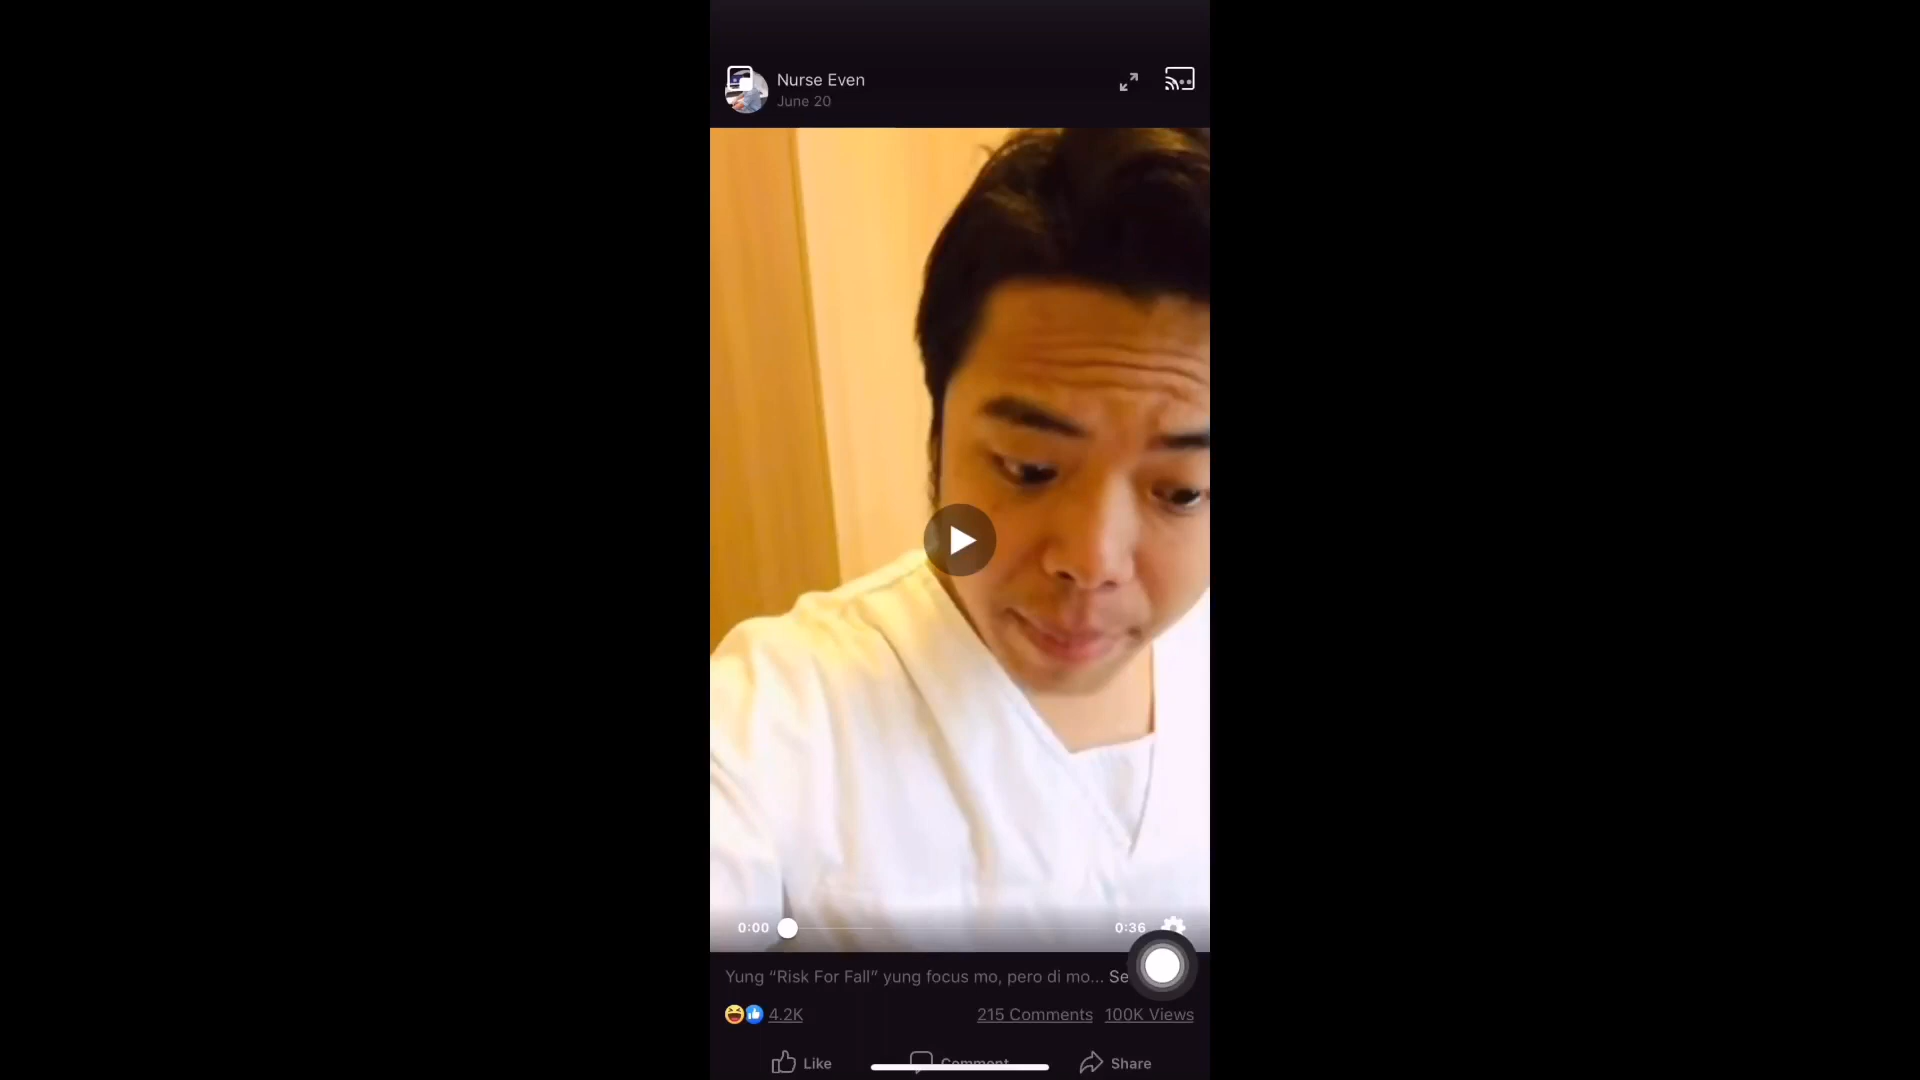 Nurse Even
June 20
0:00
0:36
Yung “Risk For Fall” yung focus mo, pero di mo... Se
4.2K
215 Comments 100K Views
Like
Comment
Share